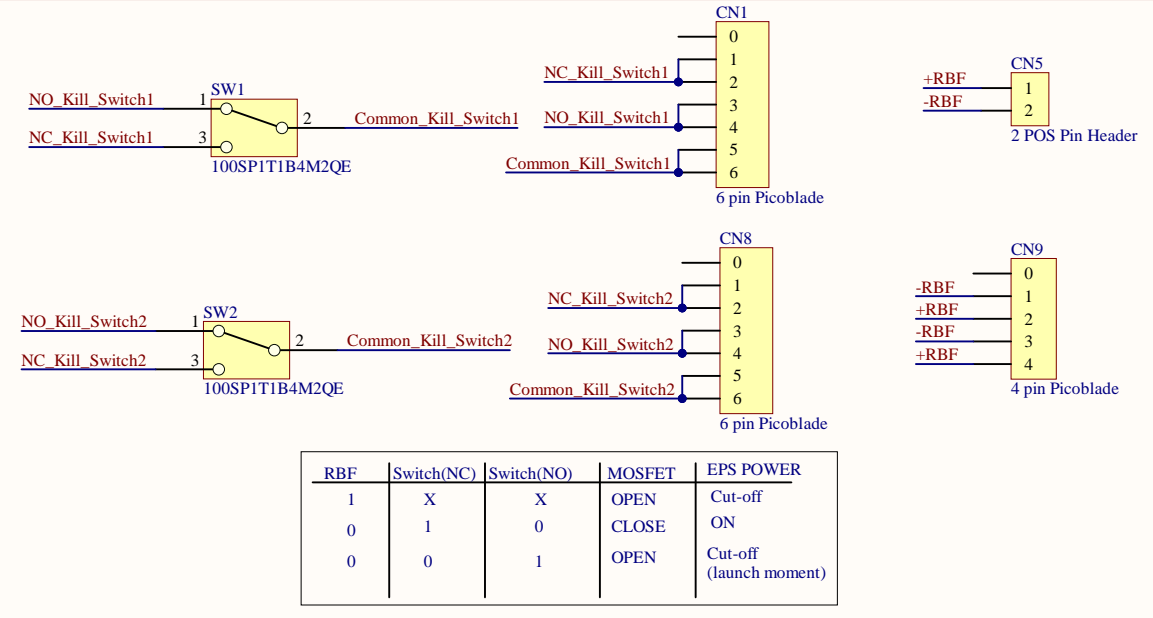 CN1
0
1
NC_Kill_Switch1
2
3
NO_Kill_Switch1
4
5
Common_Kill_Switch1
6
6 pin Picoblade
SW1
NO_Kill_Switch1 1
2 Common_Kill_Switch1
NC_Kill_Switch1 3
100SP1T1B4M2QE
CN5
+RBF 1
-RBF 2
2 POS Pin Header
CN8
0
1
NC_Kill_Switch2
2
3
NO_Kill_Switch2
4
5
Common_Kill_Switch2
6
6 pin Picoblade
SW2
NO_Kill_Switch2 1
2 Common_Kill_Switch2
NC_Kill_Switch2 3
100SP1T1B4M2QE
CN9
0
-RBF 1
+RBF 2
-RBF 3
+RBF 4
4 pin Picoblade
RBF Switch(NC) Switch(NO) MOSFET EPS POWER
1 X X OPEN Cut-off
0 1 0 CLOSE ON
0 0 1 OPEN Cut-off
(launch moment)